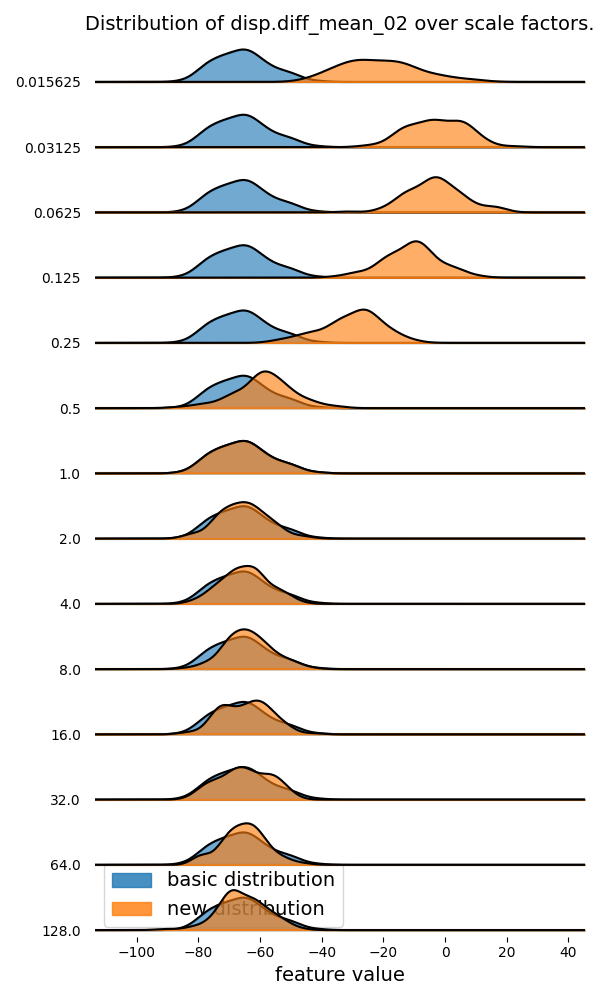 Distribution of disp.diff_mean_02 over scale factors.
0.015625
0.03125
0.0625
0.125
0.25
0.5
1.0
2.0
4.0
8.0
16.0
32.0
64.0
basic distribution
new distribution
128.0
−100 −80 −60 −40 −20 0 20 40
feature value